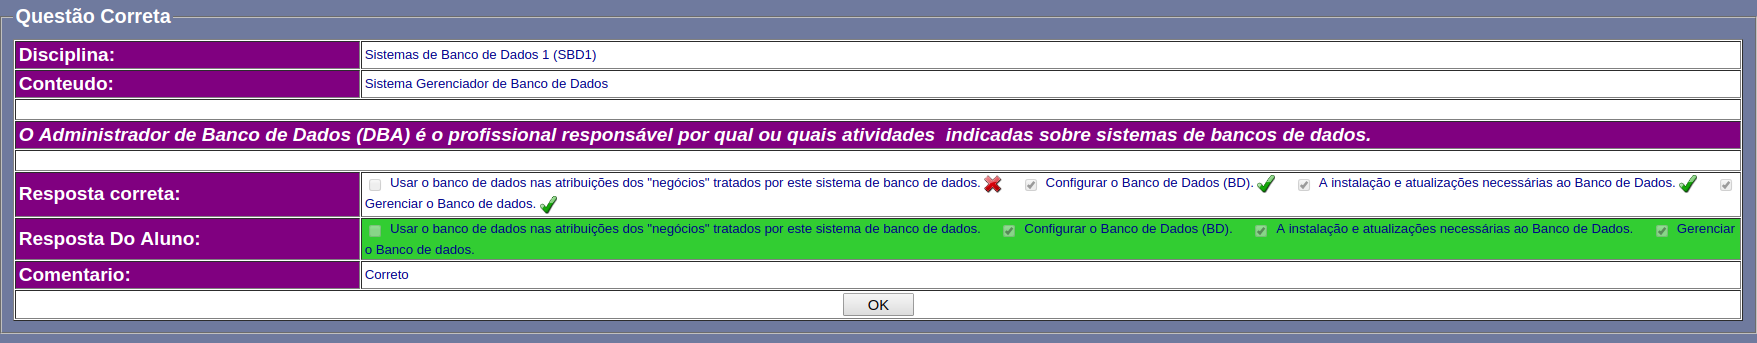 Questão Correta
Disciplina: Sistemas de Banco de Dados 1 (SBD1)
Conteudo: Sistema Gerenciador de Banco de Dados
O Administrador de Banco de Dados (DBA) é o profissional responsável por qual ou quais atividades  indicadas sobre sistemas de bancos de dados.
Resposta correta: Usar o banco de dados nas atribuições dos "negócios" tratados por este sistema de banco de dados. Configurar o Banco de Dados (BD). A instalação e atualizações necessárias ao Banco de Dados.
Gerenciar o Banco de dados.
Resposta Do Aluno: Usar o banco de dados nas atribuições dos "negócios" tratados por este sistema de banco de dados. Configurar o Banco de Dados (BD). A instalação e atualizações necessárias ao Banco de Dados. Gerenciar
o Banco de dados.
Comentario: Correto
OK